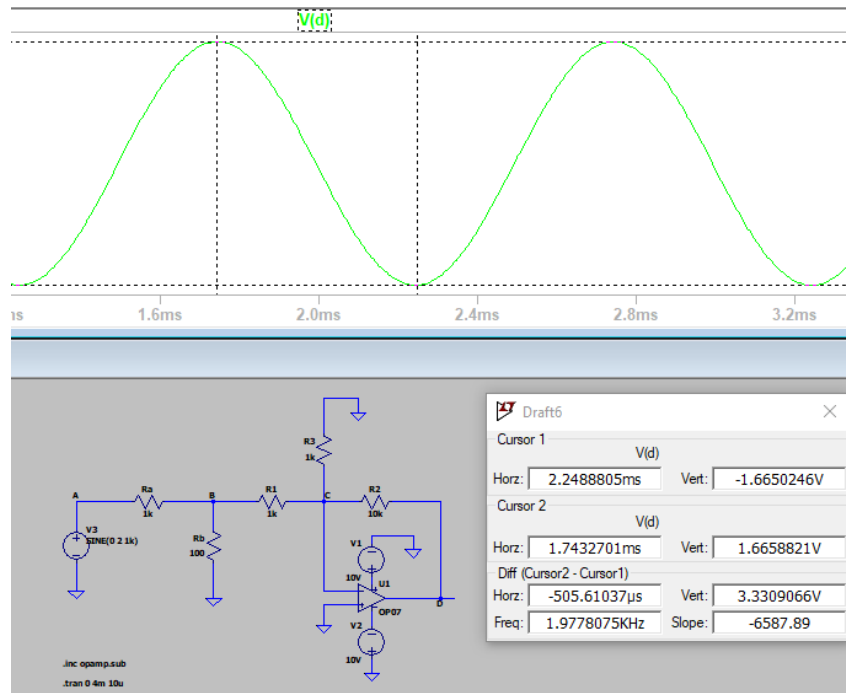 V(d)
1.6ms 2.0ms 2.4ms 2.8ms 3.2ms
Draft6
Cursor 1
V(d)
Horz: 2.2488805ms Vert: -1.6650246V
Cursor 2
V(d)
Horz: 1.7432701ms Vert: 1.6658821V
Diff (Cursor2 - Cursor1)
Horz: -505.61037µs Vert: 3.3309066V
Freq: 1.9778075KHz Slope: -6587.89
R3
1k
A Ra B R1 C R2
1k 1k 10k
V3
SINE(0 2 1k)
Rb
100
V1
10V
U1
OP07
D
V2
10V
.inc opamp.sub
.tran 0 4m 10u